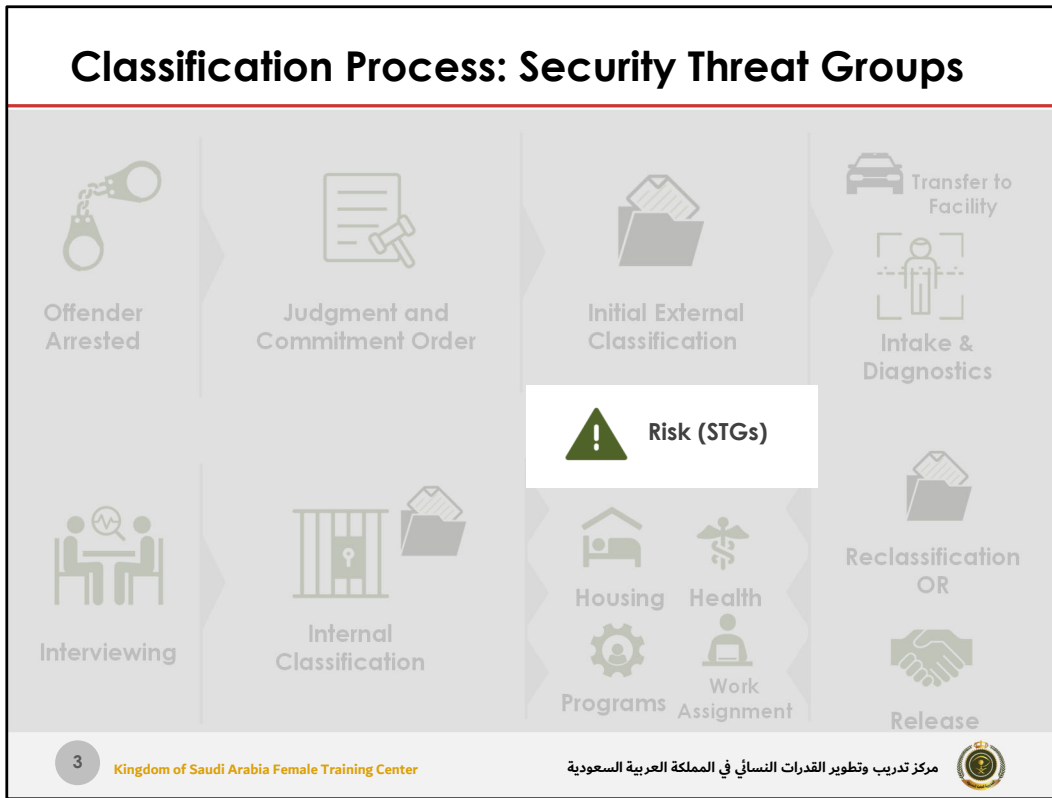 Classification Process: Security Threat Groups
Offender
Arrested
Judgment and
Commitment Order
Initial External
Classification
Transfer to
Facility
Intake &
Diagnostics
Risk (STGs)
Interviewing
Internal
Classification
Housing
Health
Programs
Work
Assignment
Reclassification
OR
Release
3
Kingdom of Saudi Arabia Female Training Center
مركز تدريب وتطوير القدرات النسائي في المملكة العربية السعودية